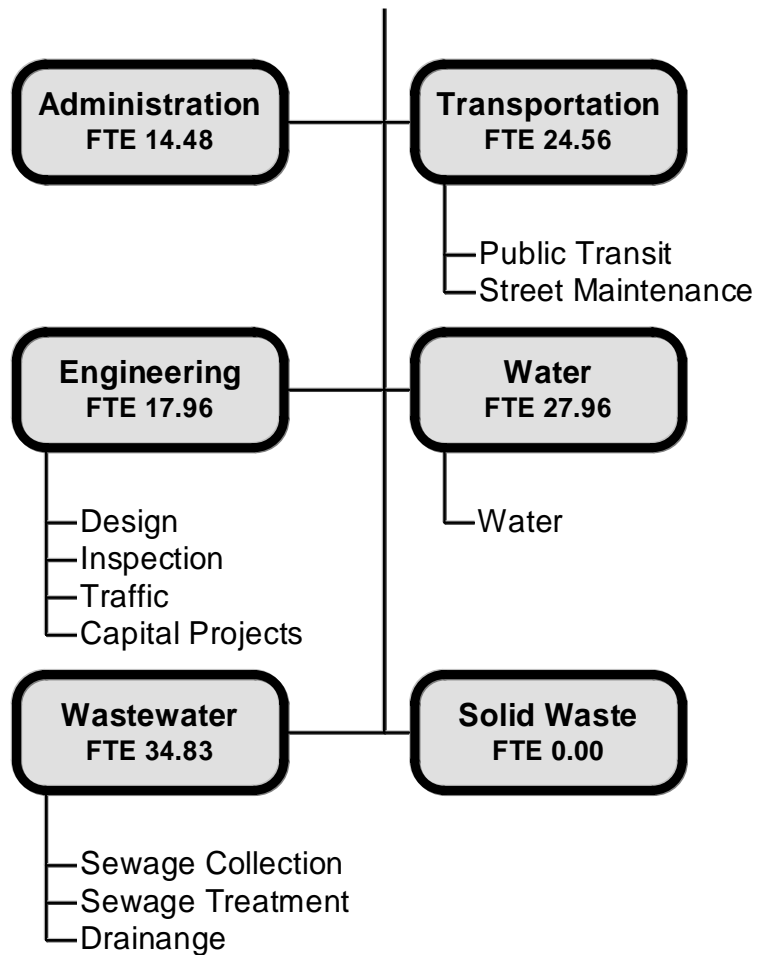 Administration
FTE 14.48
Transportation
FTE 24.56
Public Transit
Street Maintenance
Engineering
FTE 17.96
Water
FTE 27.96
Design
Inspection
Traffic
Capital Projects
Water
Wastewater
FTE 34.83
Solid Waste
FTE 0.00
Sewage Collection
Sewage Treatment
Drainange